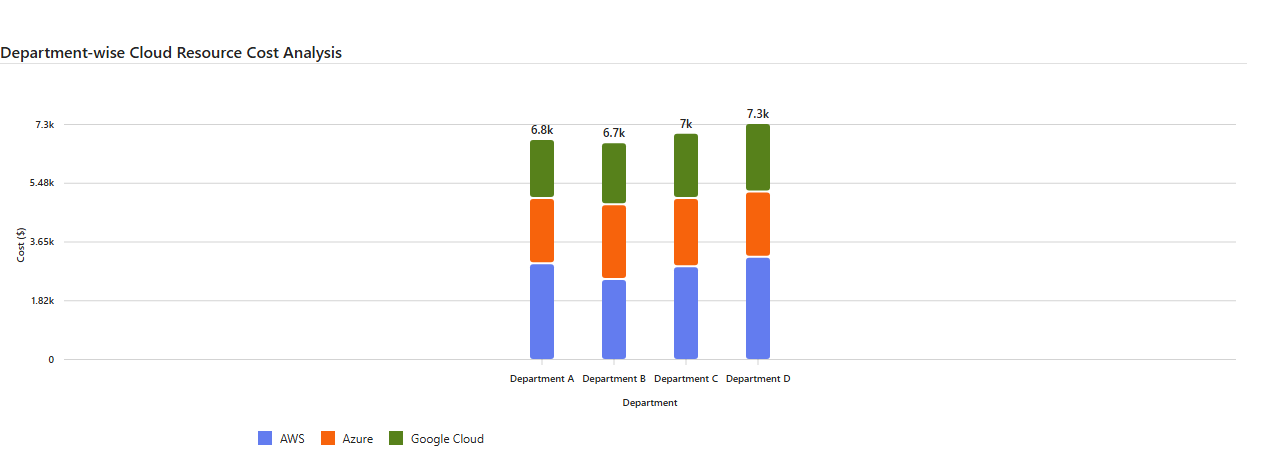 Department-wise Cloud Resource Cost Analysis
7.3k
6.8k 6.7k 7k 7.3k
5.48k
3.65k
1.82k
0
Cost ($)
Department A Department B Department C Department D
Department
AWS Azure Google Cloud